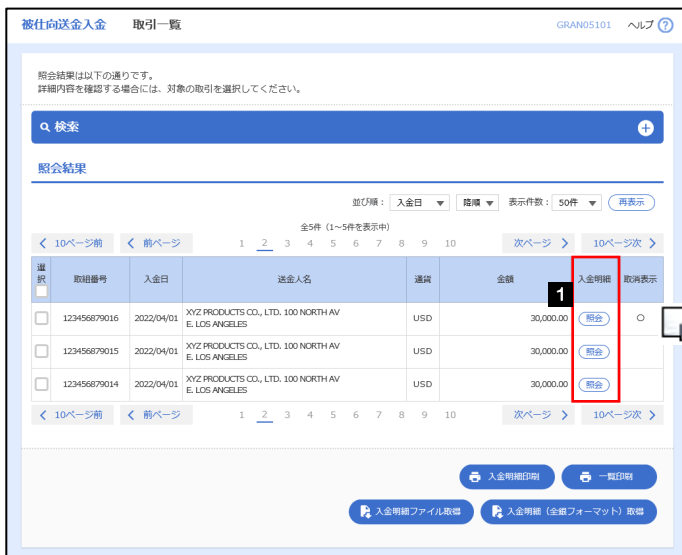 被仕向送金入金 取引一覧 GRAN05101 ヘルプ ?
照会結果は以下の通りです。
詳細内容を確認する場合には、対象の取引を選択してください。
検索
照会結果
並び順： 入金日 降順 表示件数： 50件 再表示
全5件（1～5件を表示中）
10ページ前 前ページ 1 2 3 4 5 6 7 8 9 10 次ページ 10ページ次
選択 取組番号 入金日 送金人名 通貨 金額 入金明細 取消表示
1
123456879016 2022/04/01 XYZ PRODUCTS CO., LTD. 100 NORTH AV USD 30,000.00 照会 ○
E. LOS ANGELES
123456879015 2022/04/01 XYZ PRODUCTS CO., LTD. 100 NORTH AV USD 30,000.00 照会
E. LOS ANGELES
123456879014 2022/04/01 XYZ PRODUCTS CO., LTD. 100 NORTH AV USD 30,000.00 照会
E. LOS ANGELES
10ページ前 前ページ 1 2 3 4 5 6 7 8 9 10 次ページ 10ページ次
入金明細印刷 一覧印刷
入金明細ファイル取得 入金明細（全銀フォーマット）取得